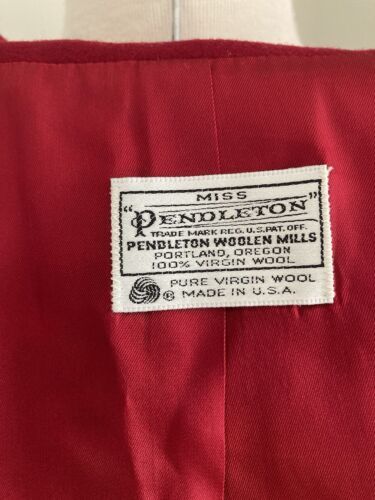 MISS
"PENDLETON"
TRADE MARK REG. U.S. PAT. OFF.
PENDLETON WOOLEN MILLS
PORTLAND, OREGON
100% VIRGIN WOOL
PURE VIRGIN WOOL
® MADE IN U.S.A.